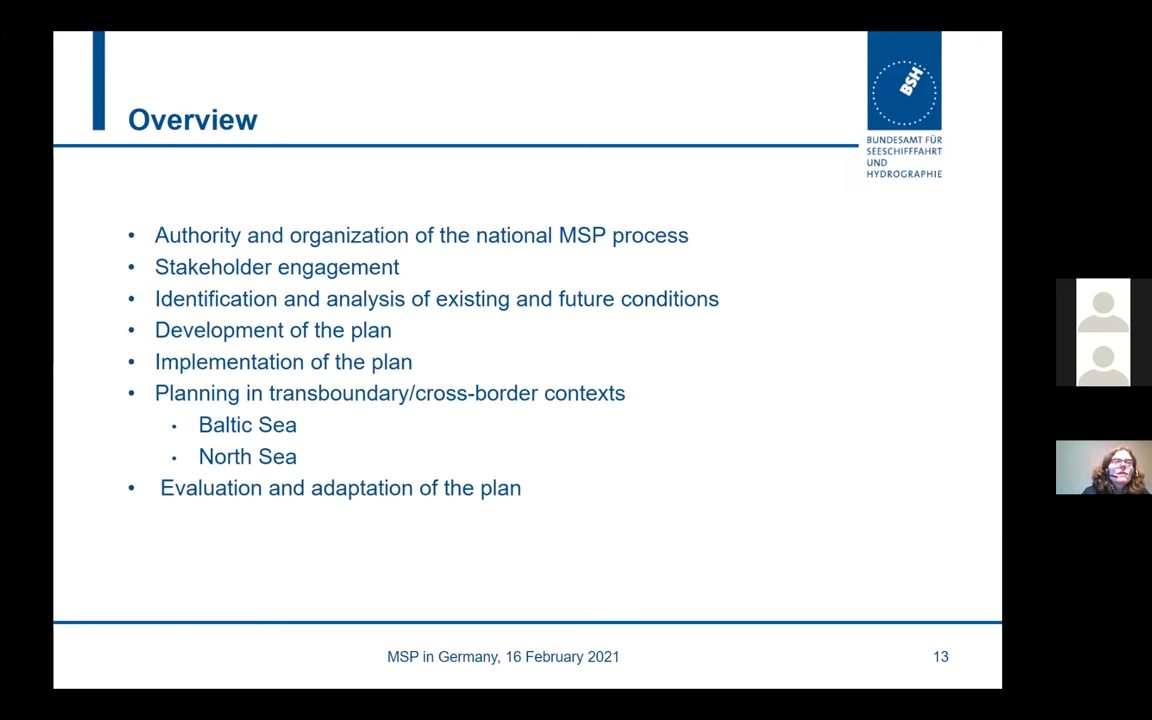 Overview
BSH
BUNDESAMT FÜR
SEESCHIFFFAHRT
UND
HYDROGRAPHIE
• Authority and organization of the national MSP process
• Stakeholder engagement
• Identification and analysis of existing and future conditions
• Development of the plan
• Implementation of the plan
• Planning in transboundary/cross-border contexts
• Baltic Sea
• North Sea
• Evaluation and adaptation of the plan
MSP in Germany, 16 February 2021
13